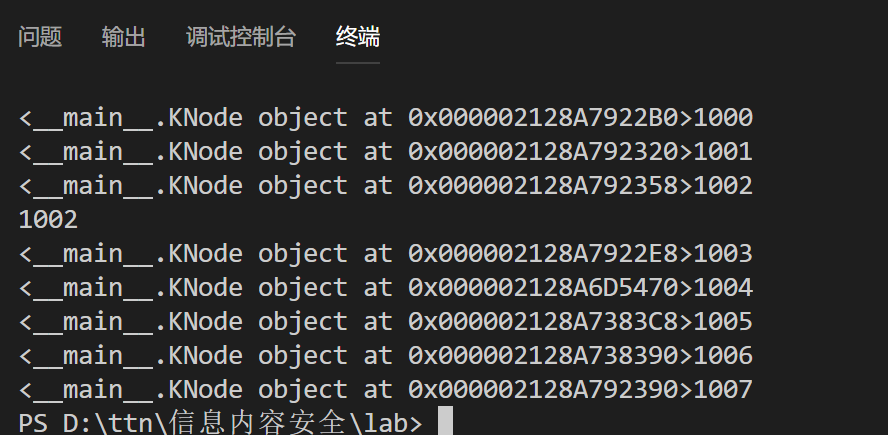 问题 输出 调试控制台 终端
<__main__.KNode object at 0x000002128A7922B0>1000
<__main__.KNode object at 0x000002128A792320>1001
<__main__.KNode object at 0x000002128A792358>1002
1002
<__main__.KNode object at 0x000002128A7922E8>1003
<__main__.KNode object at 0x000002128A6D5470>1004
<__main__.KNode object at 0x000002128A7383C8>1005
<__main__.KNode object at 0x000002128A738390>1006
<__main__.KNode object at 0x000002128A792390>1007
PS D:\ttn\信息内容安全\lab>